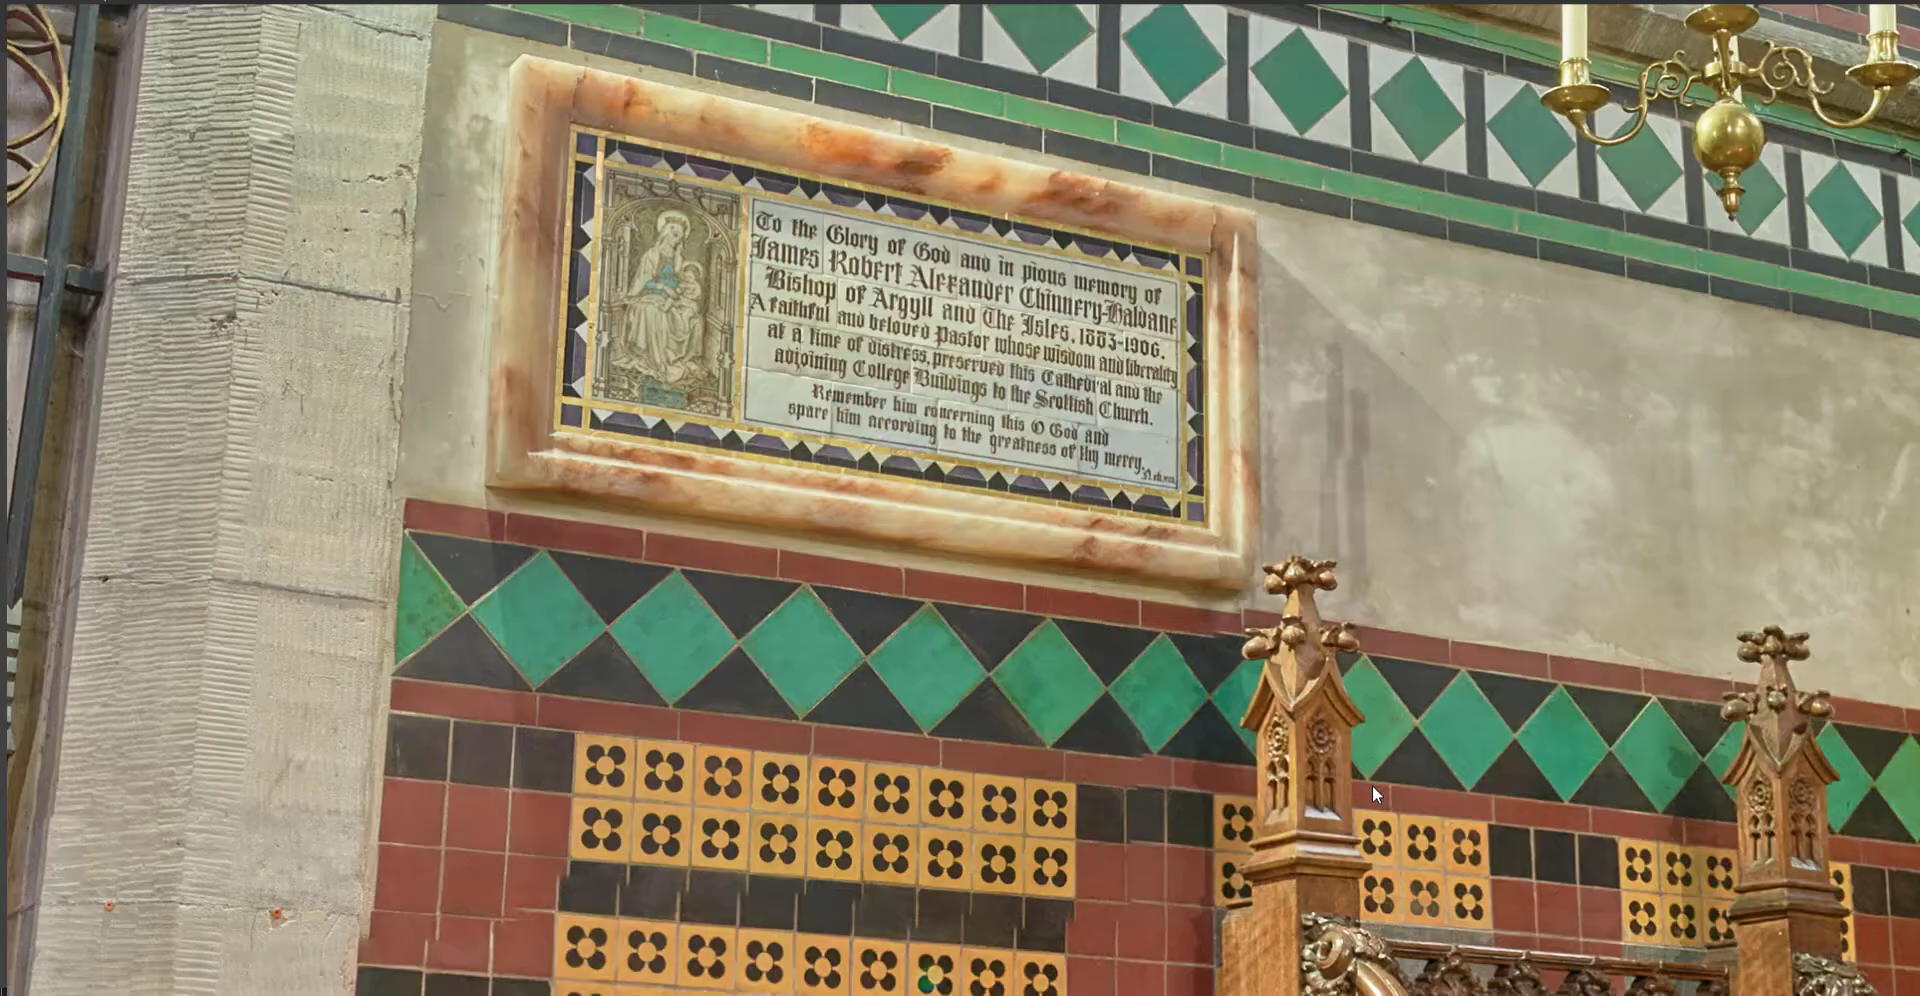 To the Glory of God and in pious memory of
James Robert Alexander Chinnery-Haldane
Bishop of Argyll and The Isles. 1883-1906.
A faithful and beloved Pastor whose wisdom and liberality
at a time of distress, preserved this Cathedral and the
adjoining College Buildings to the Scottish Church.
Remember him concerning this O God and
spare him according to the greatness of thy mercy.